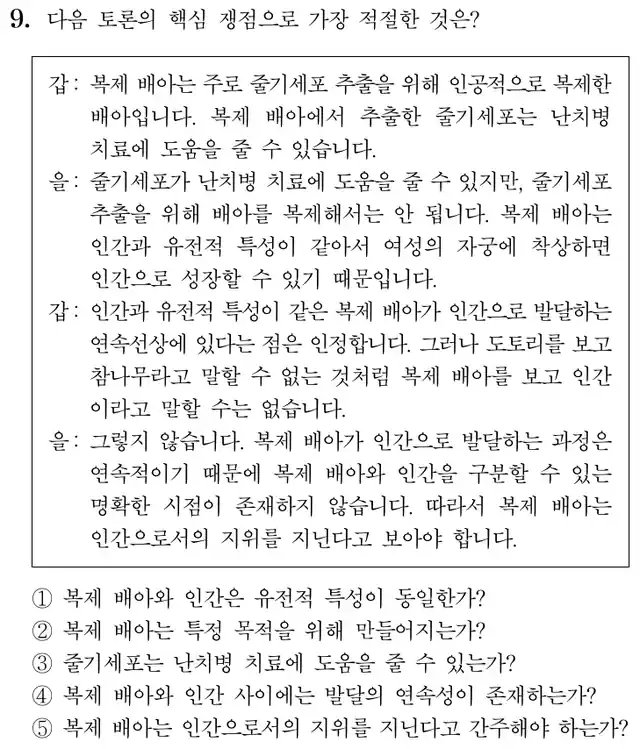 9. 다음 토론의 핵심 쟁점으로 가장 적절한 것은?
갑: 복제 배아는 주로 줄기세포 추출을 위해 인공적으로 복제한
배아입니다. 복제 배아에서 추출한 줄기세포는 난치병
치료에 도움을 줄 수 있습니다.
을: 줄기세포가 난치병 치료에 도움을 줄 수 있지만, 줄기세포
추출을 위해 배아를 복제해서는 안 됩니다. 복제 배아는
인간과 유전적 특성이 같아서 여성의 자궁에 착상하면
인간으로 성장할 수 있기 때문입니다.
갑: 인간과 유전적 특성이 같은 복제 배아가 인간으로 발달하는
연속선상에 있다는 점은 인정합니다. 그러나 도토리를 보고
참나무라고 말할 수 없는 것처럼 복제 배아를 보고 인간
이라고 말할 수는 없습니다.
을: 그렇지 않습니다. 복제 배아가 인간으로 발달하는 과정은
연속적이기 때문에 복제 배아와 인간을 구분할 수 있는
명확한 시점이 존재하지 않습니다. 따라서 복제 배아는
인간으로서의 지위를 지닌다고 보아야 합니다.
① 복제 배아와 인간은 유전적 특성이 동일한가?
② 복제 배아는 특정 목적을 위해 만들어지는가?
③ 줄기세포는 난치병 치료에 도움을 줄 수 있는가?
④ 복제 배아와 인간 사이에는 발달의 연속성이 존재하는가?
⑤ 복제 배아는 인간으로서의 지위를 지닌다고 간주해야 하는가?